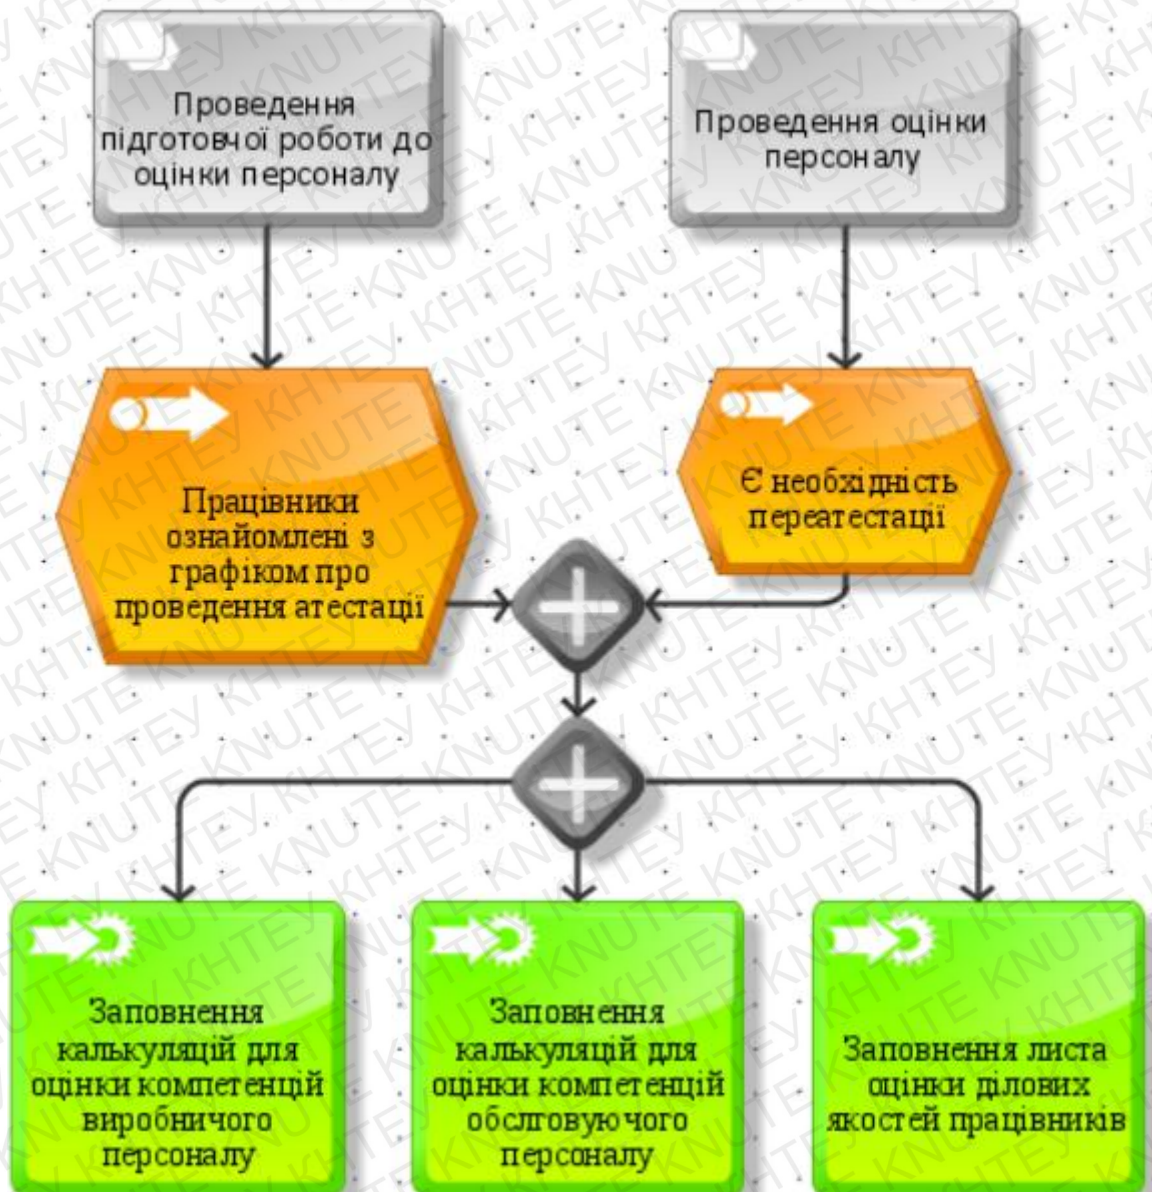 Проведення
підготовчої роботи до
оцінки персоналу
Проведення оцінки
персоналу
Працівники
ознайомлені з
графіком про
проведення атестації
Є необхідність
переатестації
Заповнення
калькуляцій для
оцінки компетенцій
виробничого
персоналу
Заповнення
калькуляцій для
оцінки компетенцій
обслговуючого
персоналу
Заповнення листа
оцінки ділових
якостей працівників